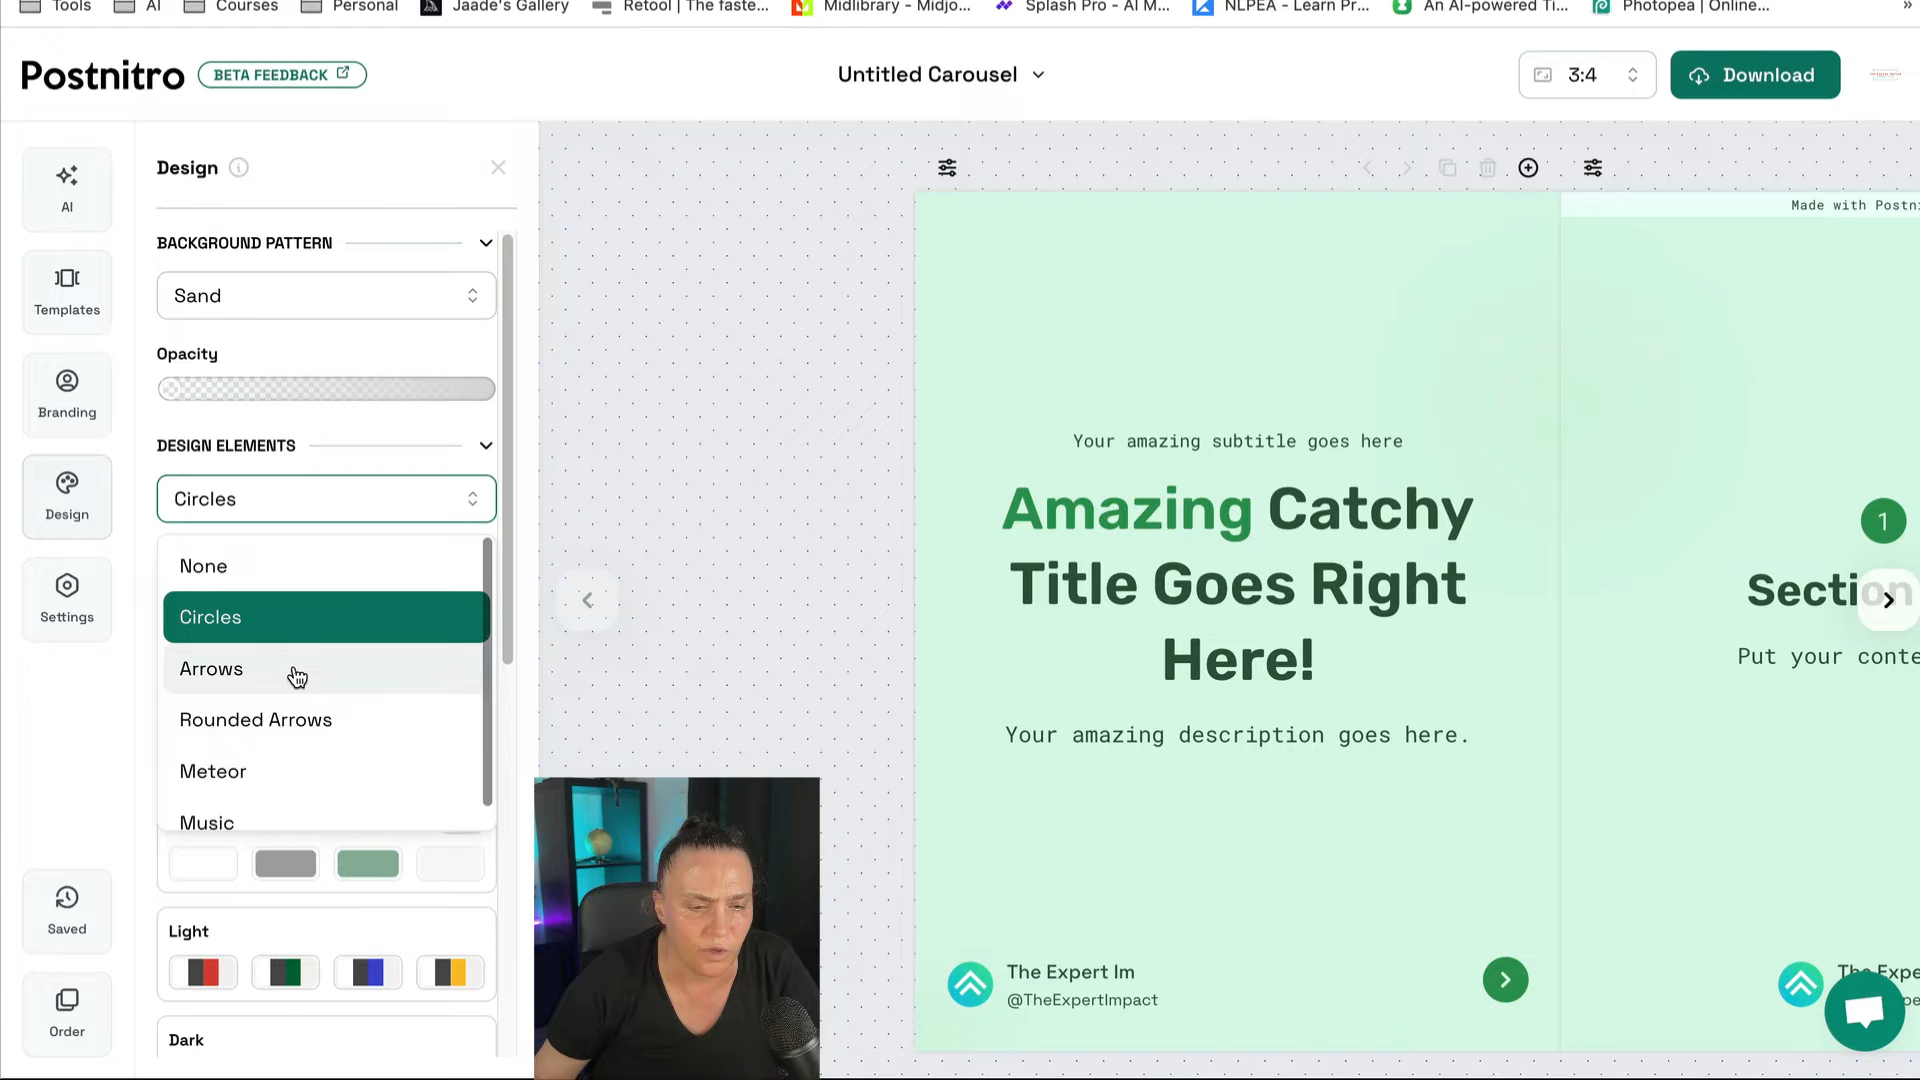 Tools
AI
Courses
Personal
Jaade's Gallery
Retool | The faste...
Midlibrary - Midjo...
Splash Pro - AI M...
NLPEA - Learn Pr...
An AI-powered Ti...
Photopea | Online...
»
Postnitro
BETA FEEDBACK
Untitled Carousel
3:4
Download
AI
Templates
Branding
Design
Settings
Saved
Order
Design
BACKGROUND PATTERN
Sand
Opacity
DESIGN ELEMENTS
Circles
None
Circles
Arrows
Rounded Arrows
Meteor
Music
Light
Dark
Your amazing subtitle goes here
Amazing Catchy
Title Goes Right
Here!
Your amazing description goes here.
The Expert Im
@TheExpertImpact
Made with Postni
1
Section
Put your conte
The Expe